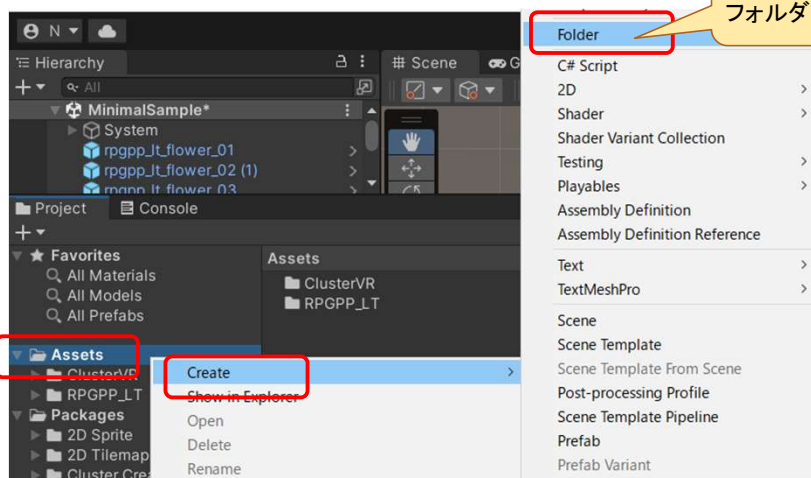 N
Hierarchy
All
MinimalSample*
System
rpgpp_lt_flower_01
rpgpp_lt_flower_02 (1)
rpgpp_lt_flower_03
Scene
G
Project
Console
Favorites
All Materials
All Models
All Prefabs
Assets
ClusterVR
RPGPP_LT
Packages
2D Sprite
2D Tilemap
Cluster Crea
Assets
ClusterVR
RPGPP_LT
Create
Show in Explorer
Open
Delete
Rename
フォルダ
Folder
C# Script
2D
Shader
Shader Variant Collection
Testing
Playables
Assembly Definition
Assembly Definition Reference
Text
TextMeshPro
Scene
Scene Template
Scene Template From Scene
Post-processing Profile
Scene Template Pipeline
Prefab
Prefab Variant